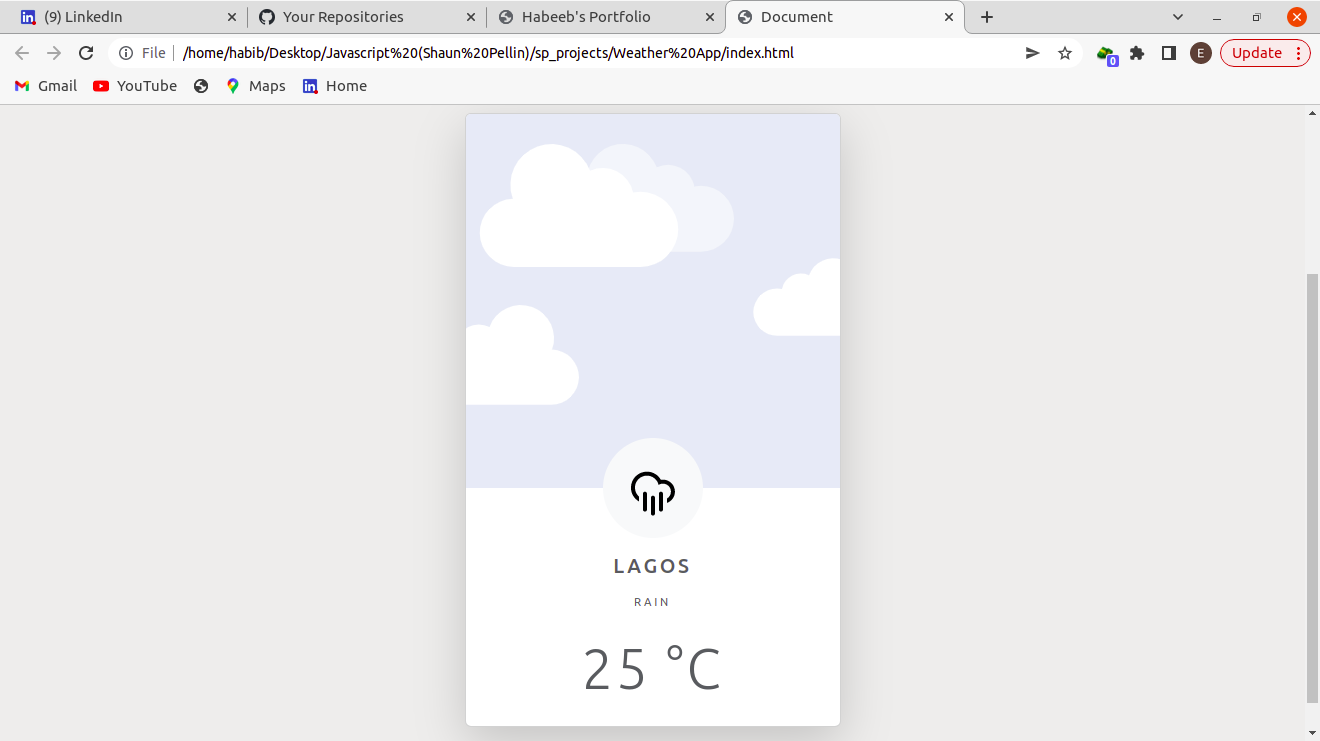 (9) LinkedIn
Your Repositories
Habeeb's Portfolio
Document
File
/home/habib/Desktop/Javascript%20(Shaun%20Pellin)/sp_projects/Weather%20App/index.html
0
E
Update
Gmail
YouTube
Maps
in
Home
LAGOS
RAIN
25 °C